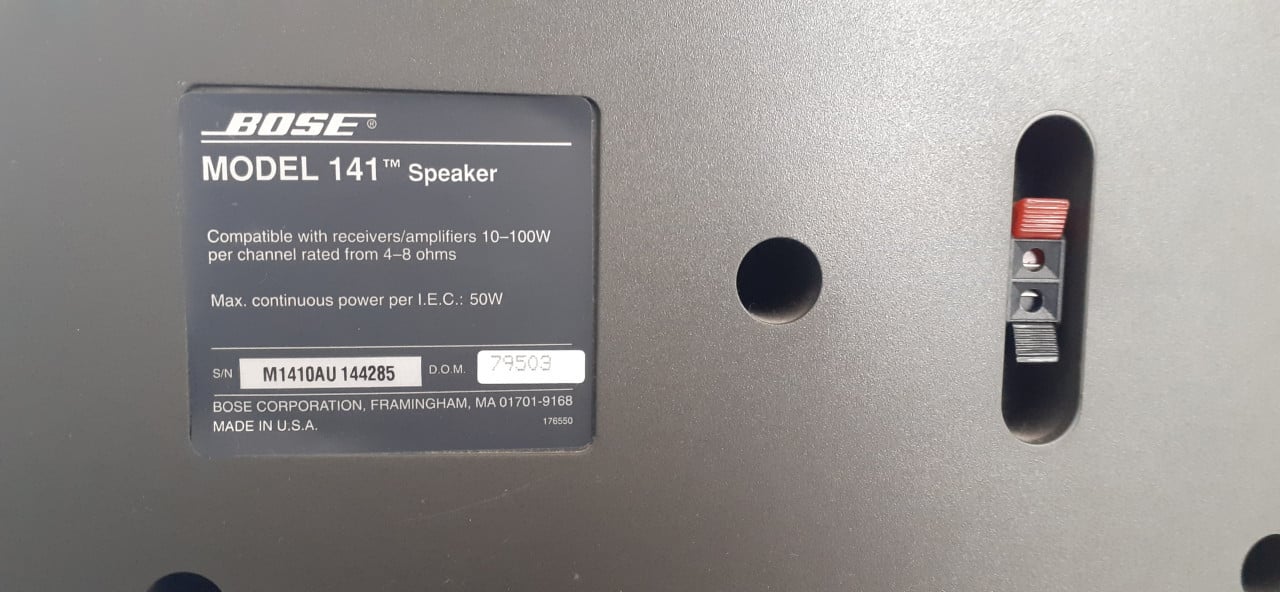 BOSE®
MODEL 141™ Speaker
Compatible with receivers/amplifiers 10–100W
per channel rated from 4–8 ohms
Max. continuous power per I.E.C.: 50W
S/N M1410AU 144285 D.O.M. 79503
BOSE CORPORATION, FRAMINGHAM, MA 01701-9168
MADE IN U.S.A. 176550